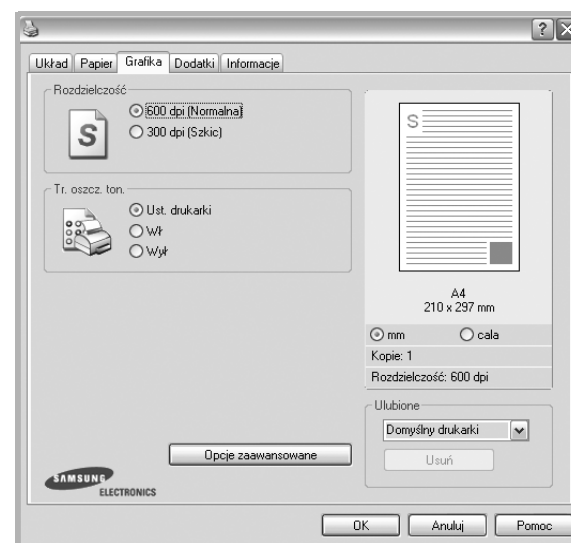 Układ Papier Grafika Dodatki Informacje
Rozdzielczość
S
600 dpi (Normalna)
300 dpi (Szkic)
Tr. oszcz. ton.
Ust. drukarki
Wł
Wył
S
A4
210 x 297 mm
mm cala
Kopie: 1
Rozdzielczość: 600 dpi
Ulubione
Domyślny drukarki
Usuń
Opcje zaawansowane
SAMSUNG
ELECTRONICS
OK Anuluj Pomoc